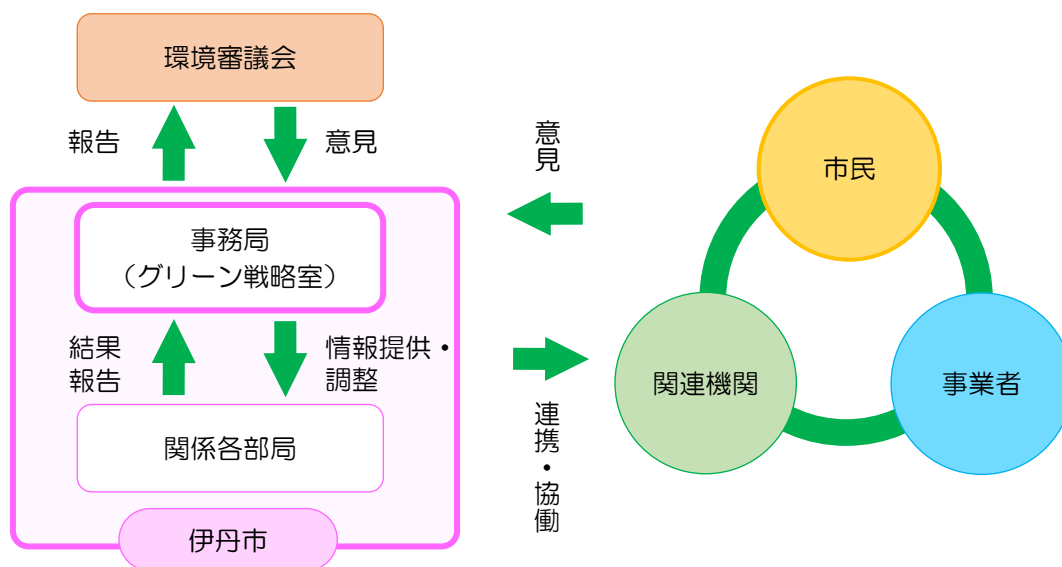 環境審議会
報告
意見
事務局
（グリーン戦略室）
結果
報告
情報提供・
調整
関係各部局
伊丹市
意見
連携・協働
市民
関連機関
事業者